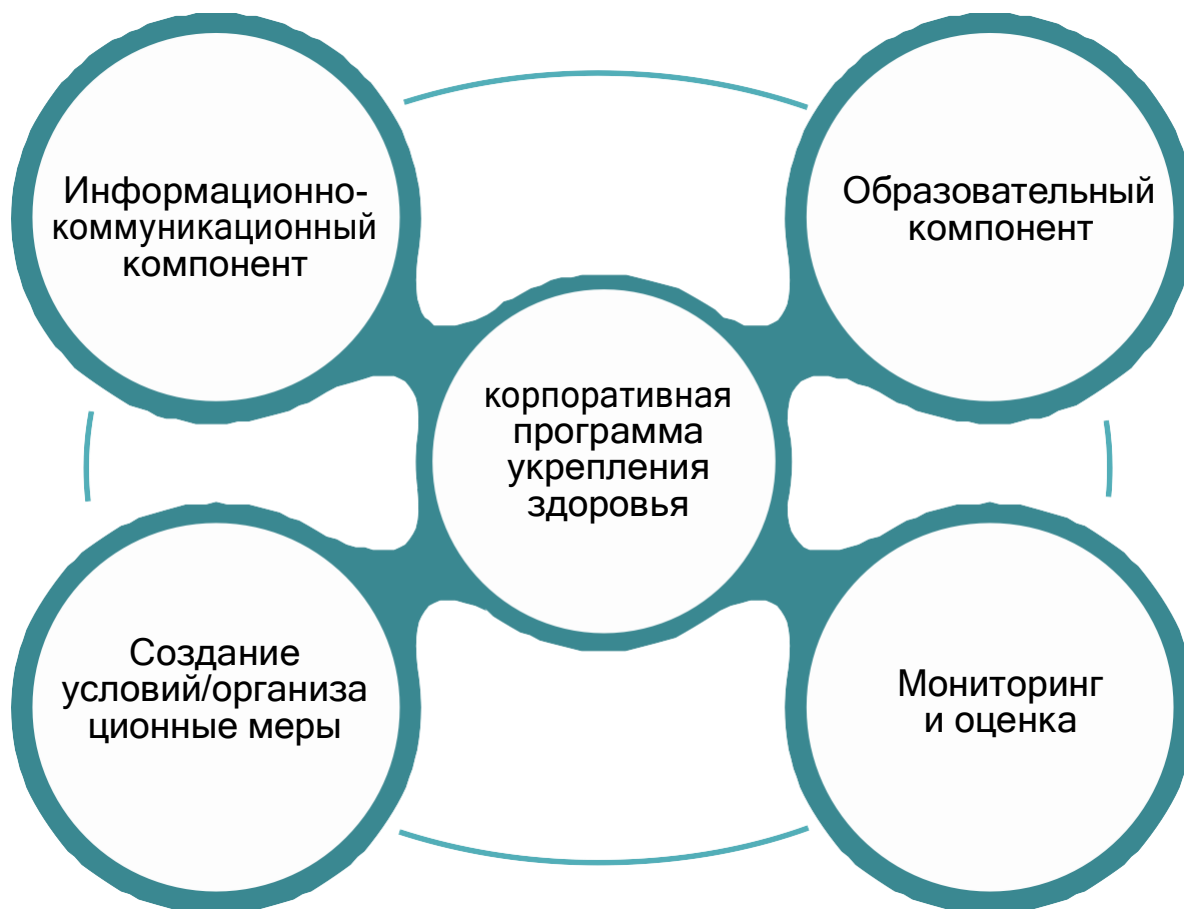 Информационно-
коммуникационный
компонент
Образовательный
компонент
корпоративная
программа
укрепления
здоровья
Создание
условий/организа
ционные меры
Мониторинг
и оценка